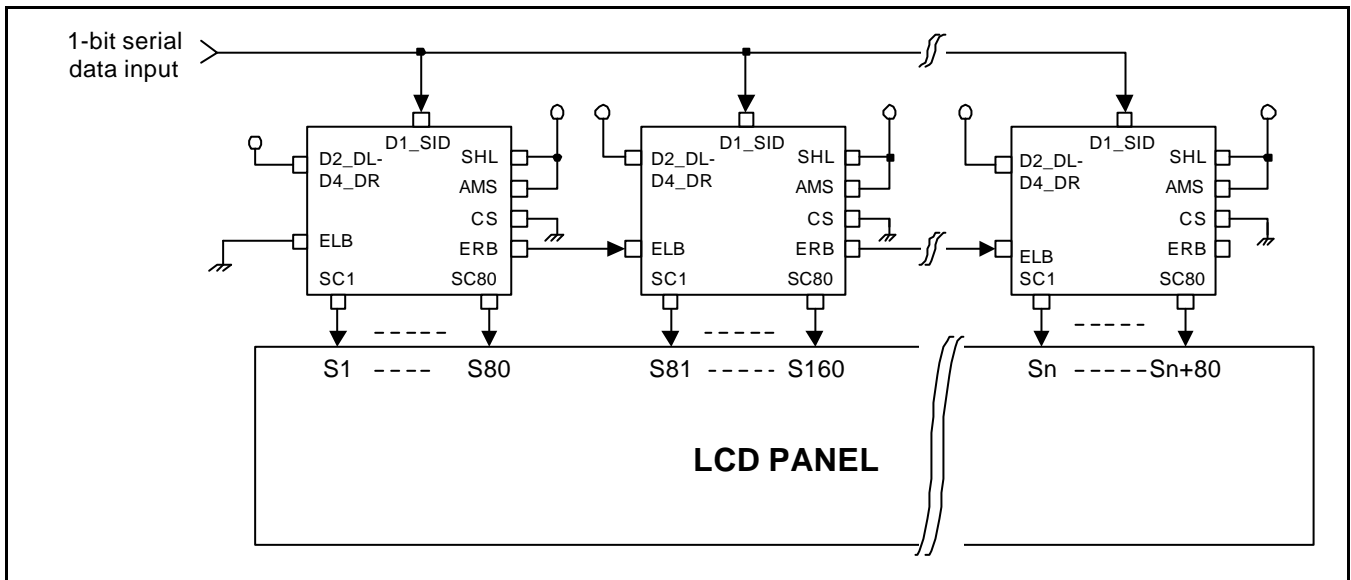 1-bit serial
data input
D1_SID
D2_DL-
D4_DR
SHL
AMS
CS
ELB
ERB
SC1
SC80
D1_SID
D2_DL-
D4_DR
SHL
AMS
CS
ELB
ERB
SC1
SC80
D1_SID
D2_DL-
D4_DR
SHL
AMS
CS
ELB
ERB
SC1
SC80
S1 ---- S80
S81 ----- S160
Sn -----Sn+80
LCD PANEL